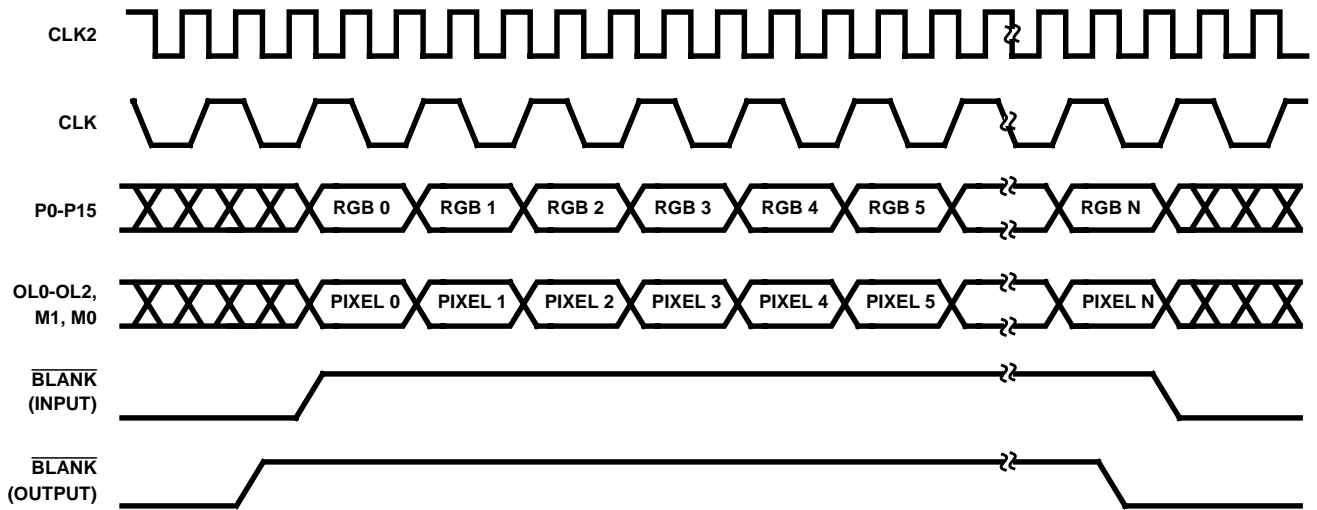 CLK2
CLK
P0-P15
RGB 0 RGB 1 RGB 2 RGB 3 RGB 4 RGB 5 RGB N
OL0-OL2,
M1, M0
PIXEL 0 PIXEL 1 PIXEL 2 PIXEL 3 PIXEL 4 PIXEL 5 PIXEL N
BLANK
(INPUT)
BLANK
(OUTPUT)